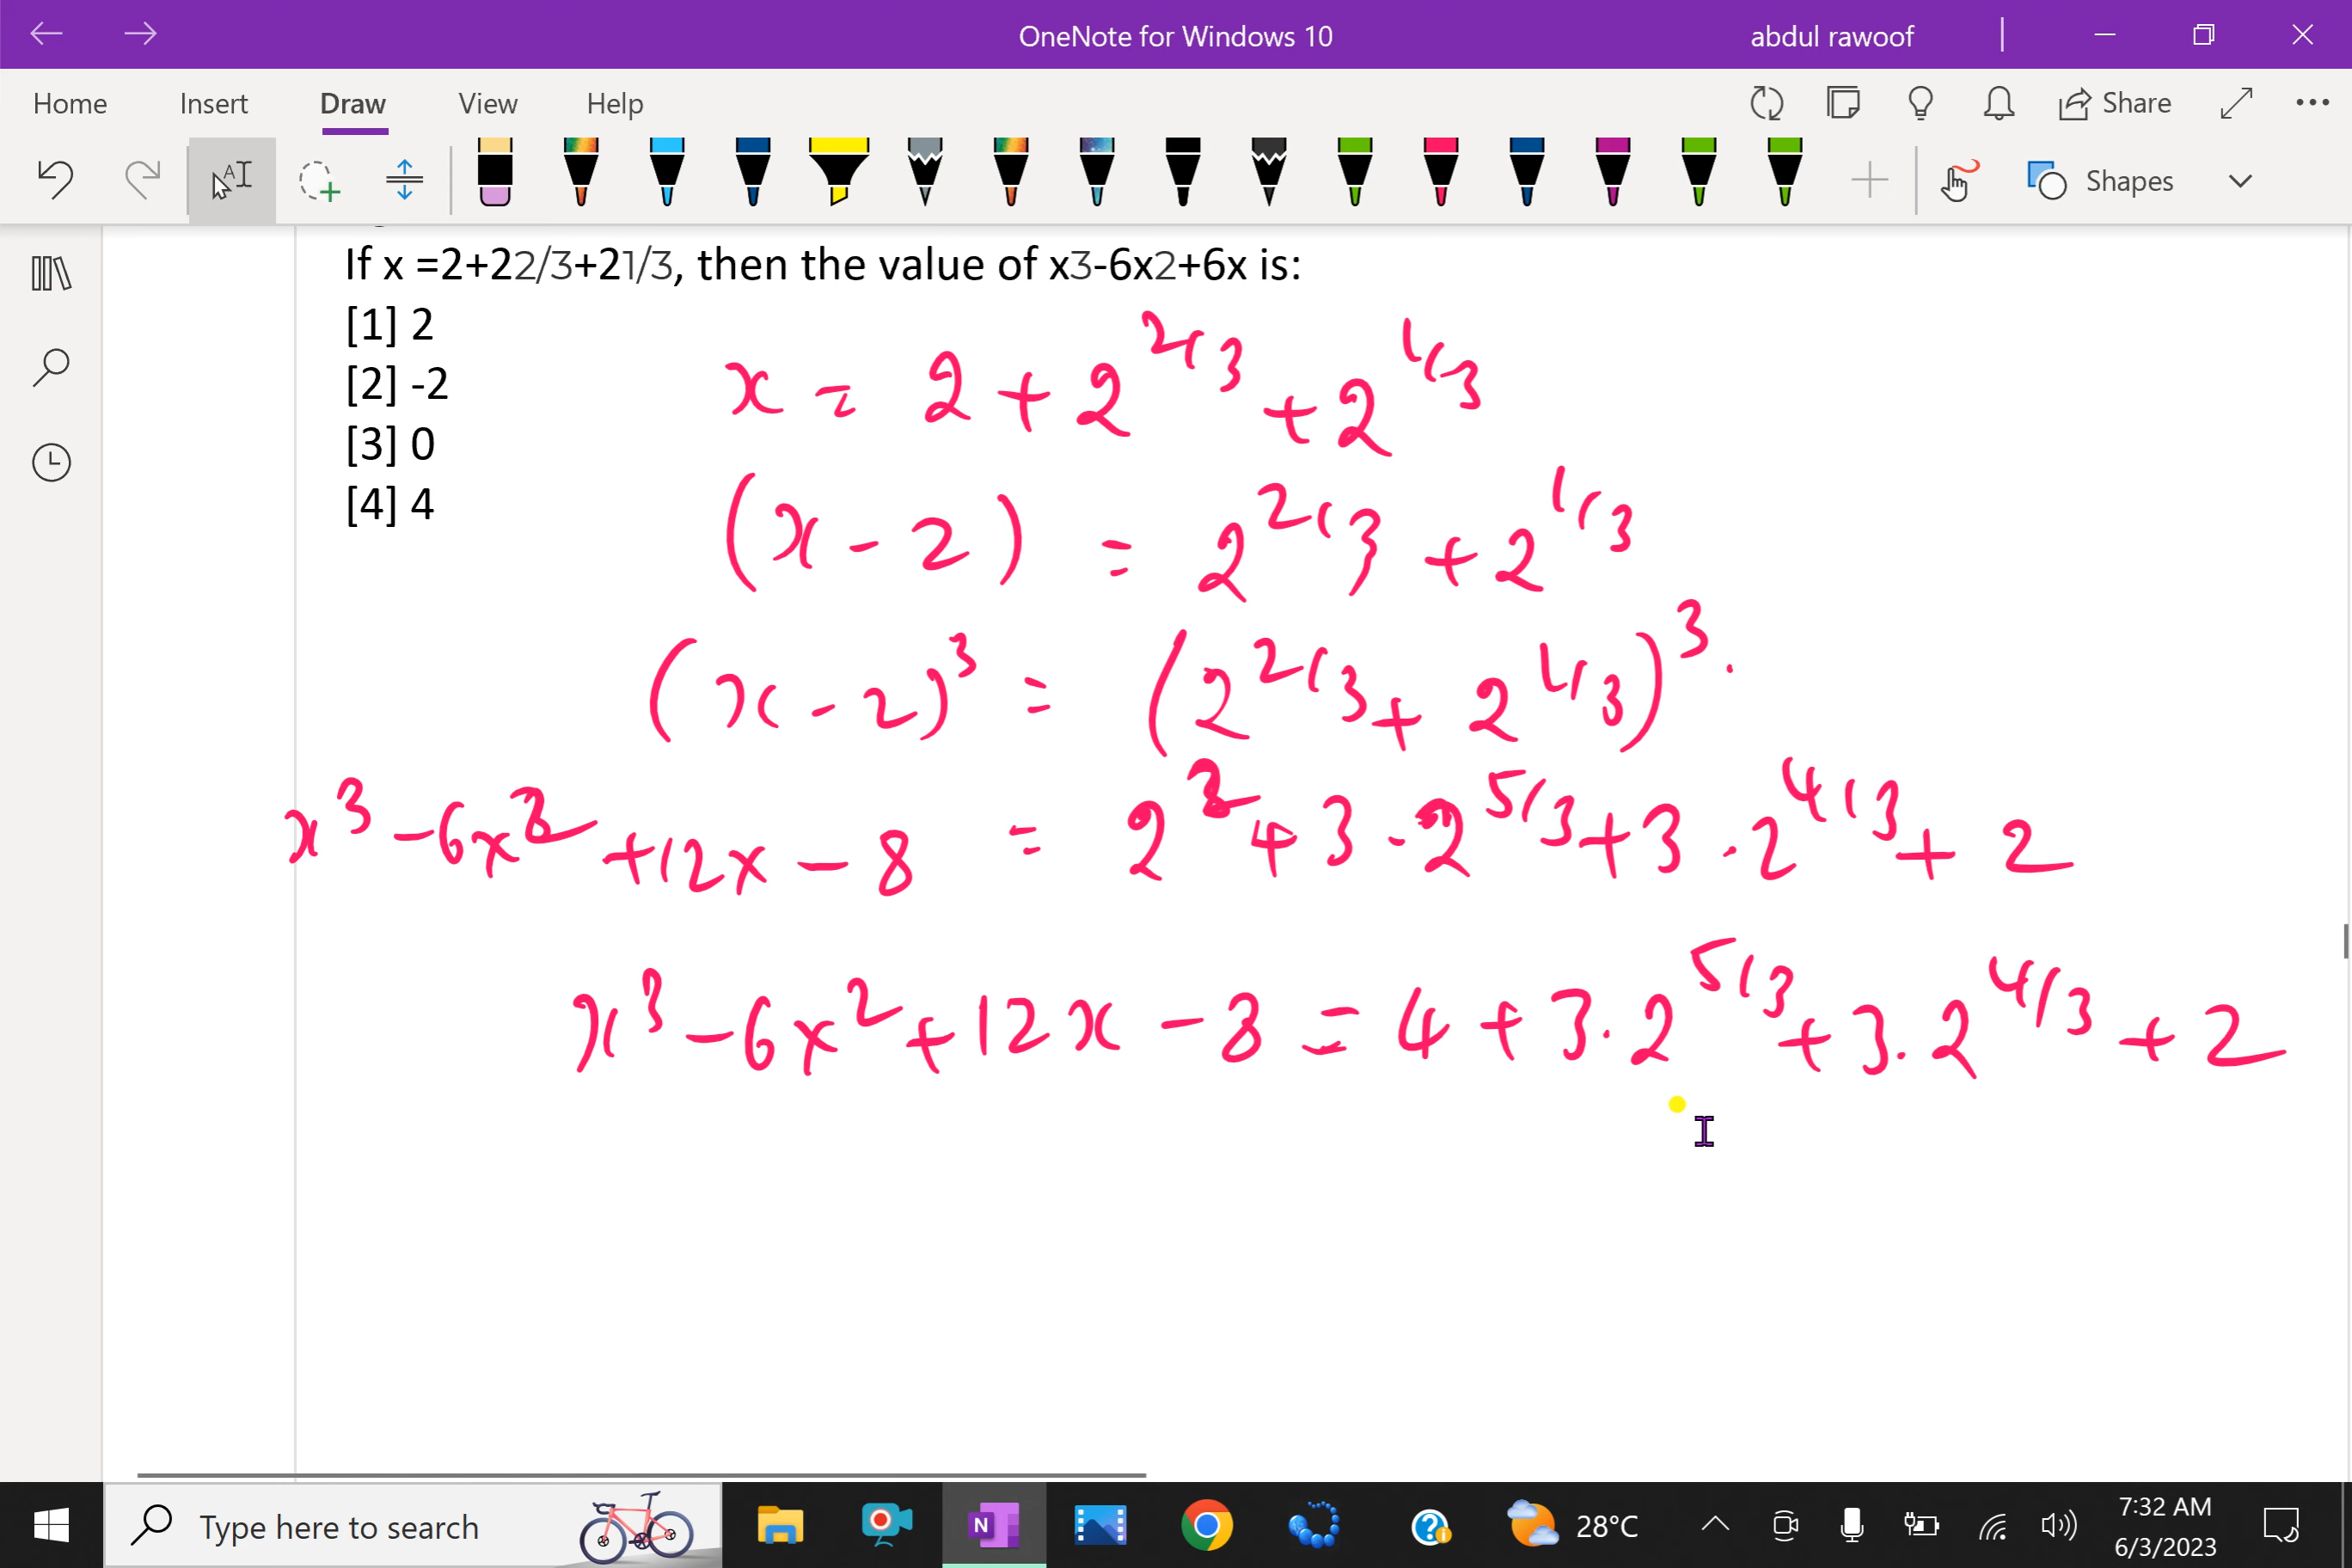 OneNote for Windows 10
abdul rawoof
Home Insert Draw View Help
Share
Shapes
If x =2+22/3+21/3, then the value of x3-6x2+6x is:
[1] 2
[2] -2
[3] 0
[4] 4
x = 2 + 2^2/3 + 2^1/3
(x - 2) = 2^2/3 + 2^1/3
(x - 2)^3 = (2^2/3 + 2^1/3)^3.
x^3 - 6x^2 + 12x - 8 = 2^2 + 3 · 2^5/3 + 3 · 2^4/3 + 2
x^3 - 6x^2 + 12x - 8 = 4 + 3 · 2^5/3 + 3 · 2^4/3 + 2
Type here to search
28°C
7:32 AM
6/3/2023